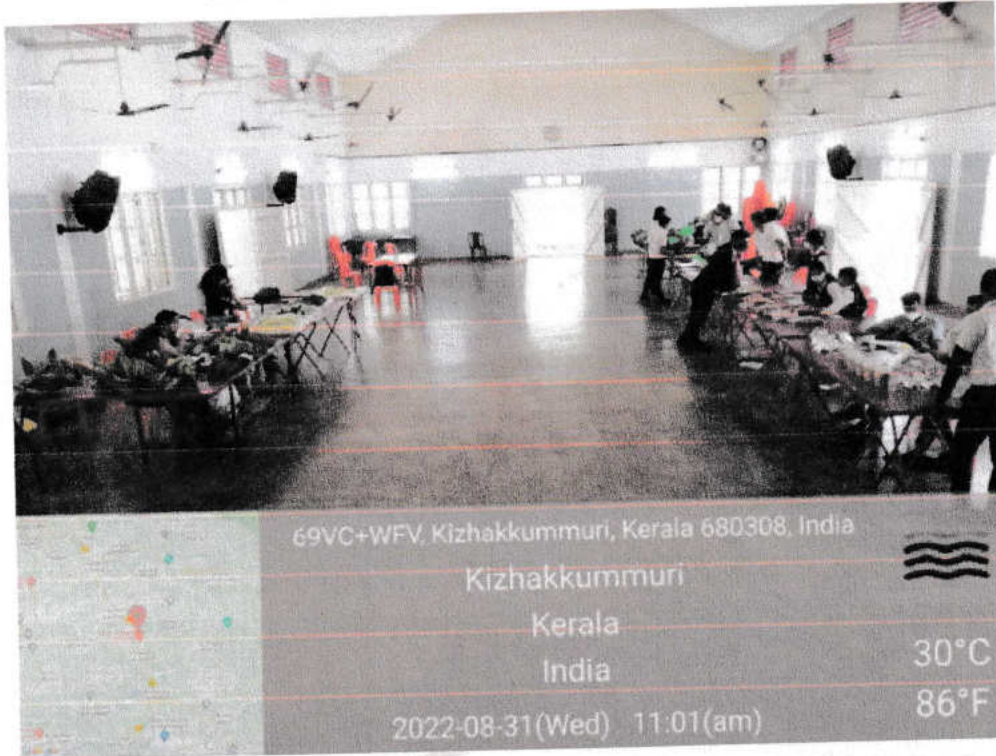 69VC+WFV, Kizhakkummuri, Kerala 680308, India
Kizhakkummuri
Kerala
India
30°C
2022-08-31(Wed) 11:01(am)
86°F